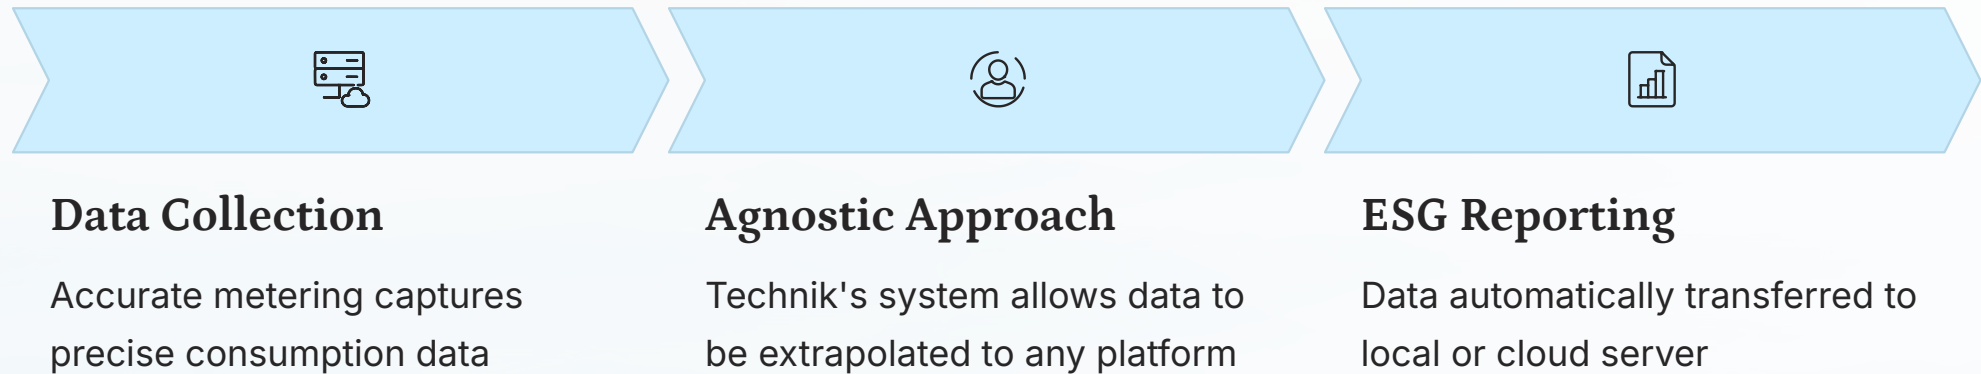 Data Collection
Accurate metering captures
precise consumption data
Agnostic Approach
Technik's system allows data to
be extrapolated to any platform
ESG Reporting
Data automatically transferred to
local or cloud server